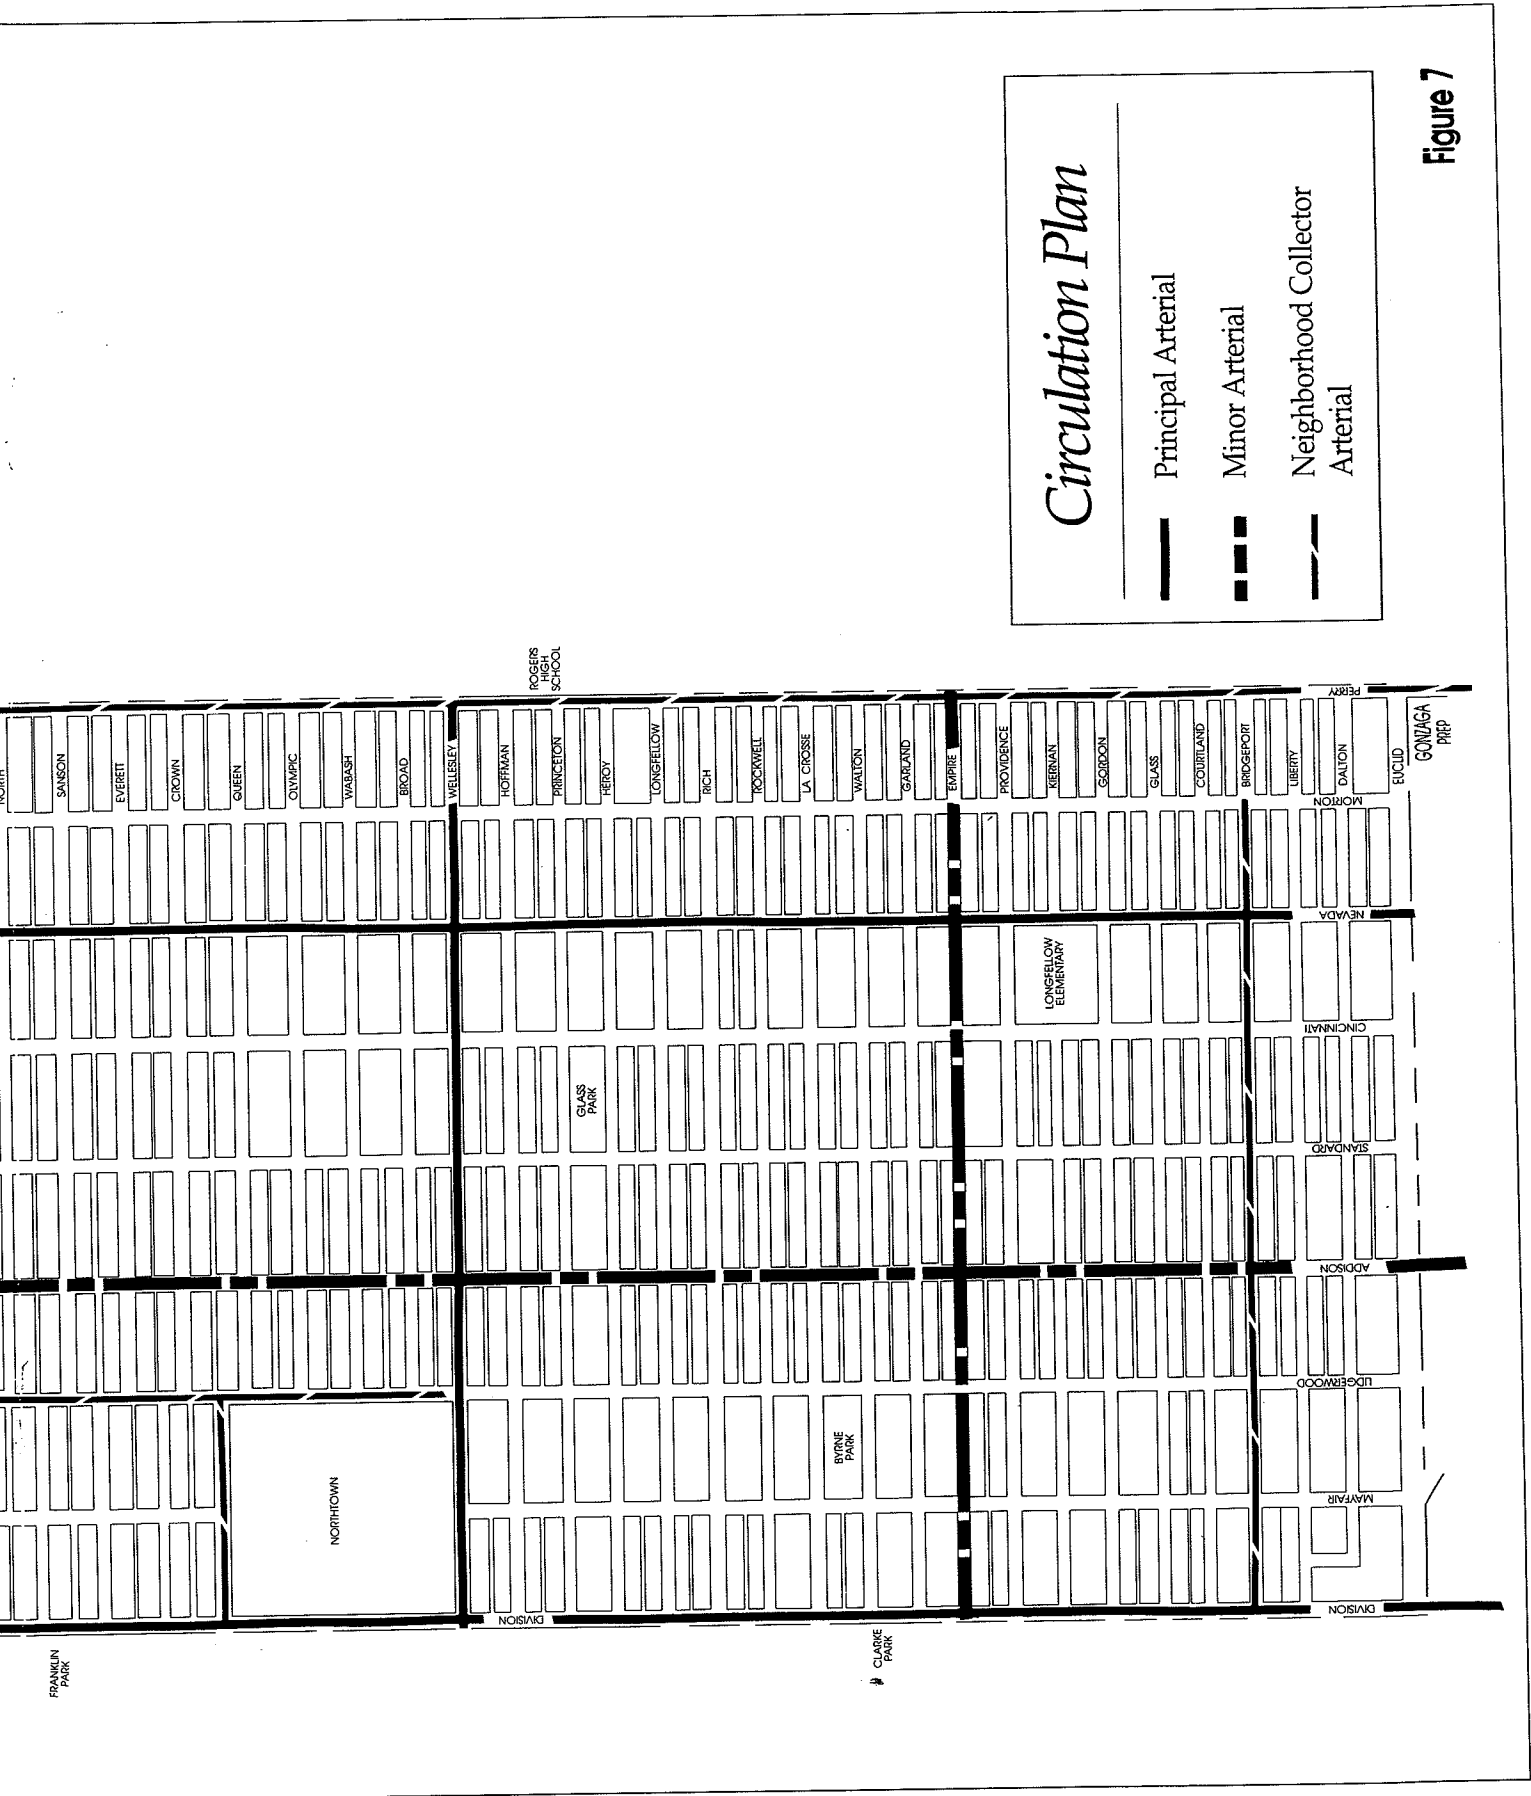 Figure 7
Circulation Plan
Principal Arterial
Minor Arterial
Neighborhood Collector
Arterial
ROGERS
HIGH
SCHOOL
SANSON
EVERETT
CROWN
QUEEN
OLYMPIC
WABASH
BROAD
WELLESLEY
HOFFMAN
PRINCETON
HEROY
LONGFELLOW
RICH
ROCKWELL
LA CROSSE
WALTON
GARLAND
EMPIRE
PROVIDENCE
KIERNAN
GORDON
GLASS
COURTLAND
BRIDGEPORT
LIBERTY
DALTON
EUCLID
GONZAGA
PREP
PERRY
MORTON
NEVADA
CINCINNATI
STANDARD
ADDISON
LIDGERWOOD
MAYFAIR
DIVISION
DIVISION
LONGFELLOW
ELEMENTARY
GLASS
PARK
BYRNE
PARK
NORTHTOWN
FRANKLIN
PARK
CLARKE
PARK